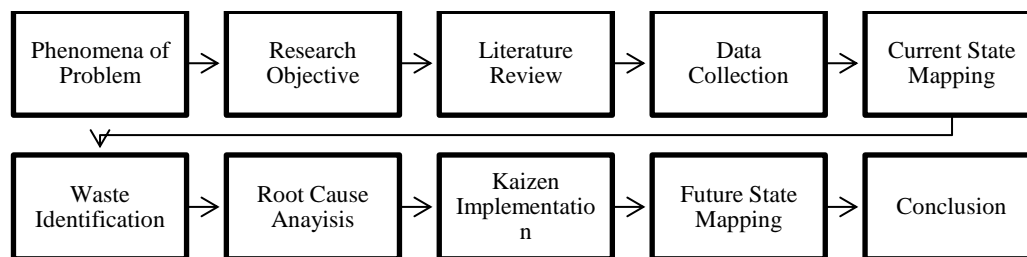 Phenomena of
Problem
Research
Objective
Literature
Review
Data
Collection
Current State
Mapping
Waste
Identification
Root Cause
Anayisis
Kaizen
Implementatio
n
Future State
Mapping
Conclusion